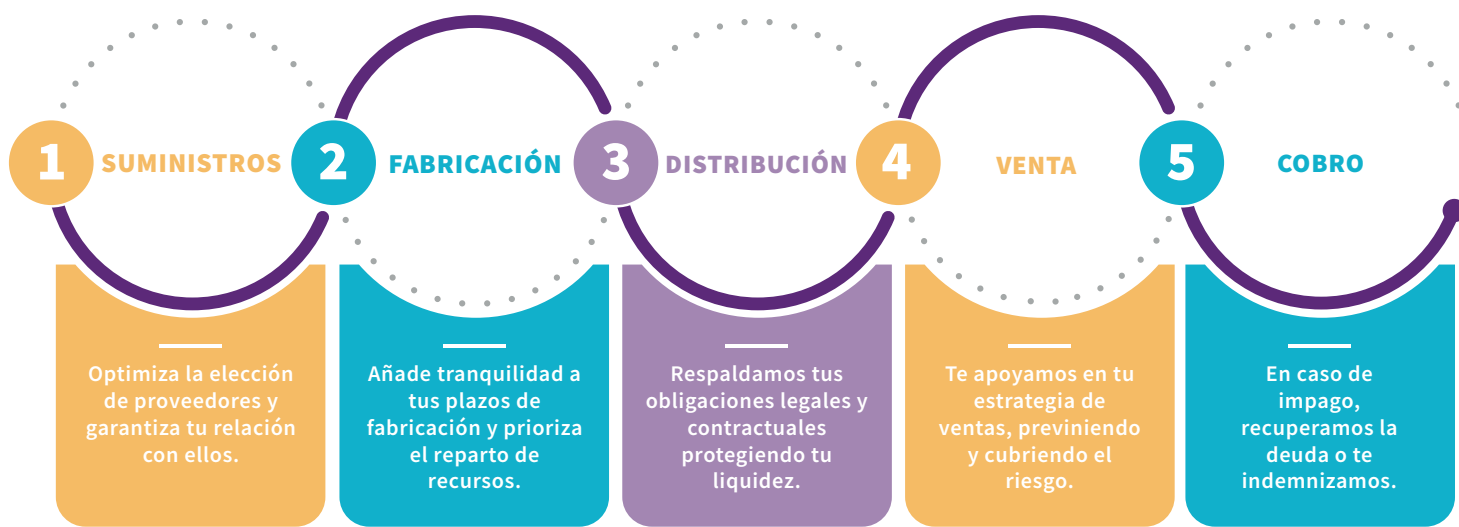 1 SUMINISTROS
2 FABRICACIÓN
3 DISTRIBUCIÓN
4 VENTA
5 COBRO
Optimiza la elección
de proveedores y
garantiza tu relación
con ellos.
Añade tranquilidad a
tus plazos de
fabricación y prioriza
el reparto de
recursos.
Respaldamos tus
obligaciones legales y
contractuales
protegiendo tu
liquidez.
Te apoyamos en tu
estrategia de
ventas, previniendo
y cubriendo el
riesgo.
En caso de
impago,
recuperamos la
deuda o te
indemnizamos.